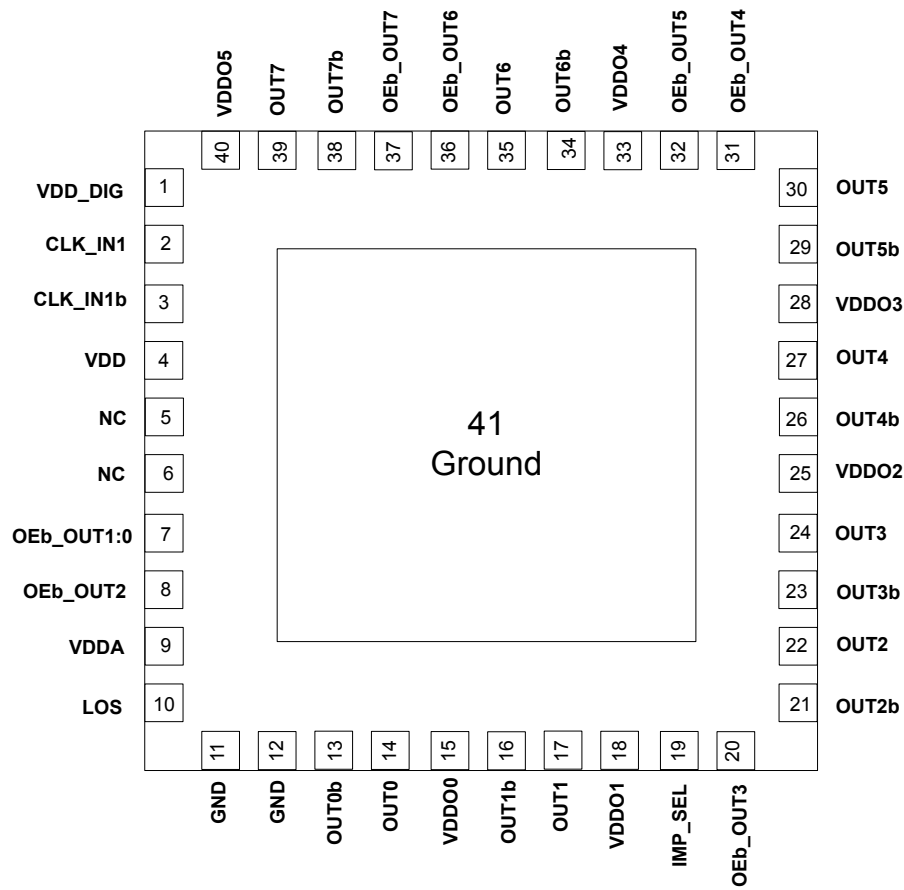 VDDO5
OUT7
OUT7b
OEb_OUT7
OEb_OUT6
OUT6
OUT6b
VDDO4
OEb_OUT5
OEb_OUT4
40
39
38
37
36
35
34
33
32
31
VDD_DIG 1
CLK_IN1 2
CLK_IN1b 3
VDD 4
NC 5
NC 6
OEb_OUT1:0 7
OEb_OUT2 8
VDDA 9
LOS 10
41
Ground
30 OUT5
29 OUT5b
28 VDDO3
27 OUT4
26 OUT4b
25 VDDO2
24 OUT3
23 OUT3b
22 OUT2
21 OUT2b
11
12
13
14
15
16
17
18
19
20
GND
GND
OUT0b
OUT0
VDDO0
OUT1b
OUT1
VDDO1
IMP_SEL
OEb_OUT3